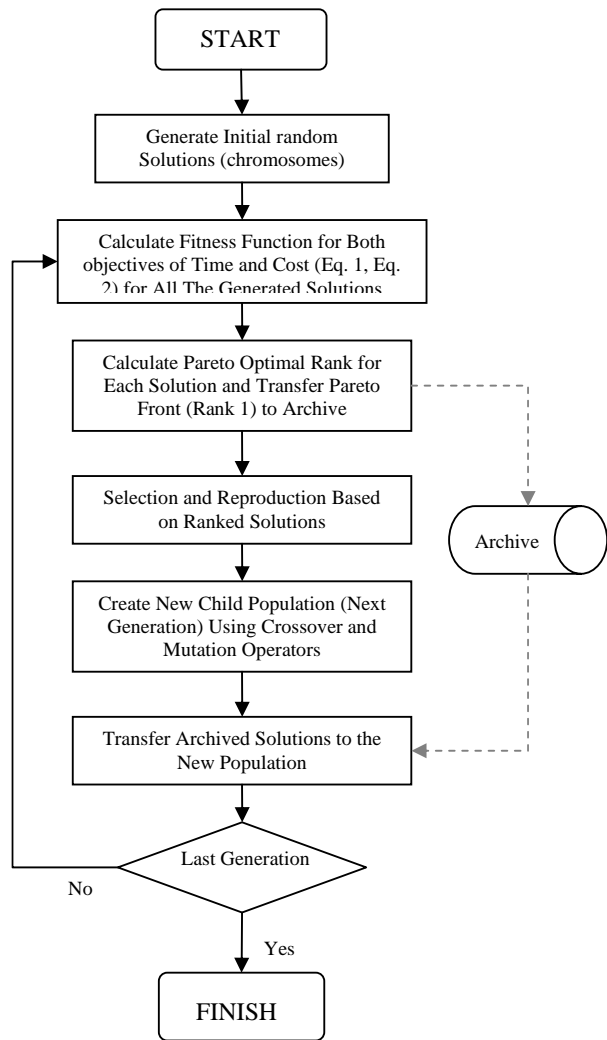 START
Generate Initial random
Solutions (chromosomes)
Calculate Fitness Function for Both
objectives of Time and Cost (Eq. 1, Eq.
2) for All The Generated Solutions
Calculate Pareto Optimal Rank for
Each Solution and Transfer Pareto
Front (Rank 1) to Archive
Selection and Reproduction Based
on Ranked Solutions
Archive
Create New Child Population (Next
Generation) Using Crossover and
Mutation Operators
Transfer Archived Solutions to the
New Population
Last Generation
No
Yes
FINISH